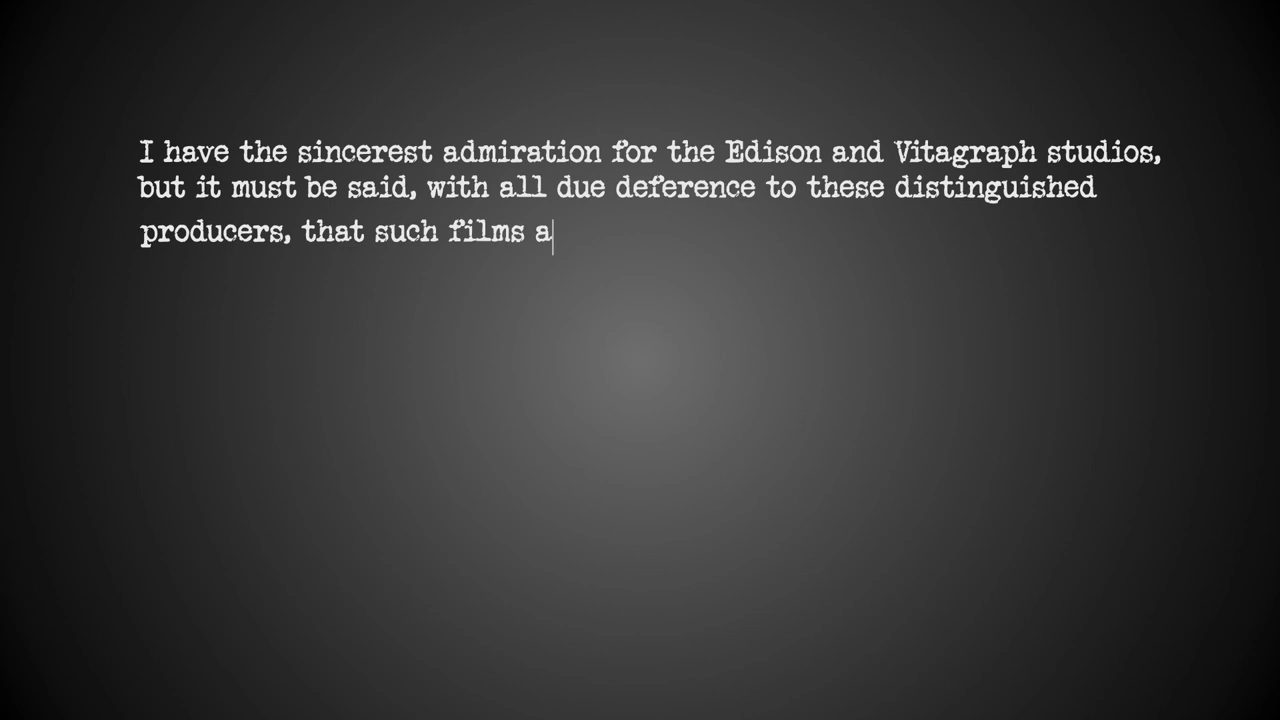 I have the sincerest admiration for the Edison and Vitagraph studios,
but it must be said, with all due deference to these distinguished
producers, that such films a